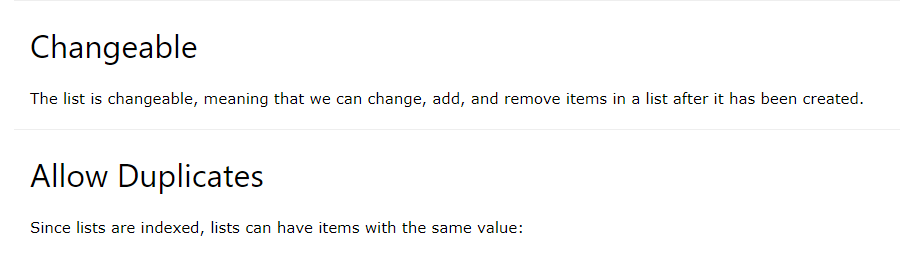 Changeable
The list is changeable, meaning that we can change, add, and remove items in a list after it has been created.
Allow Duplicates
Since lists are indexed, lists can have items with the same value: